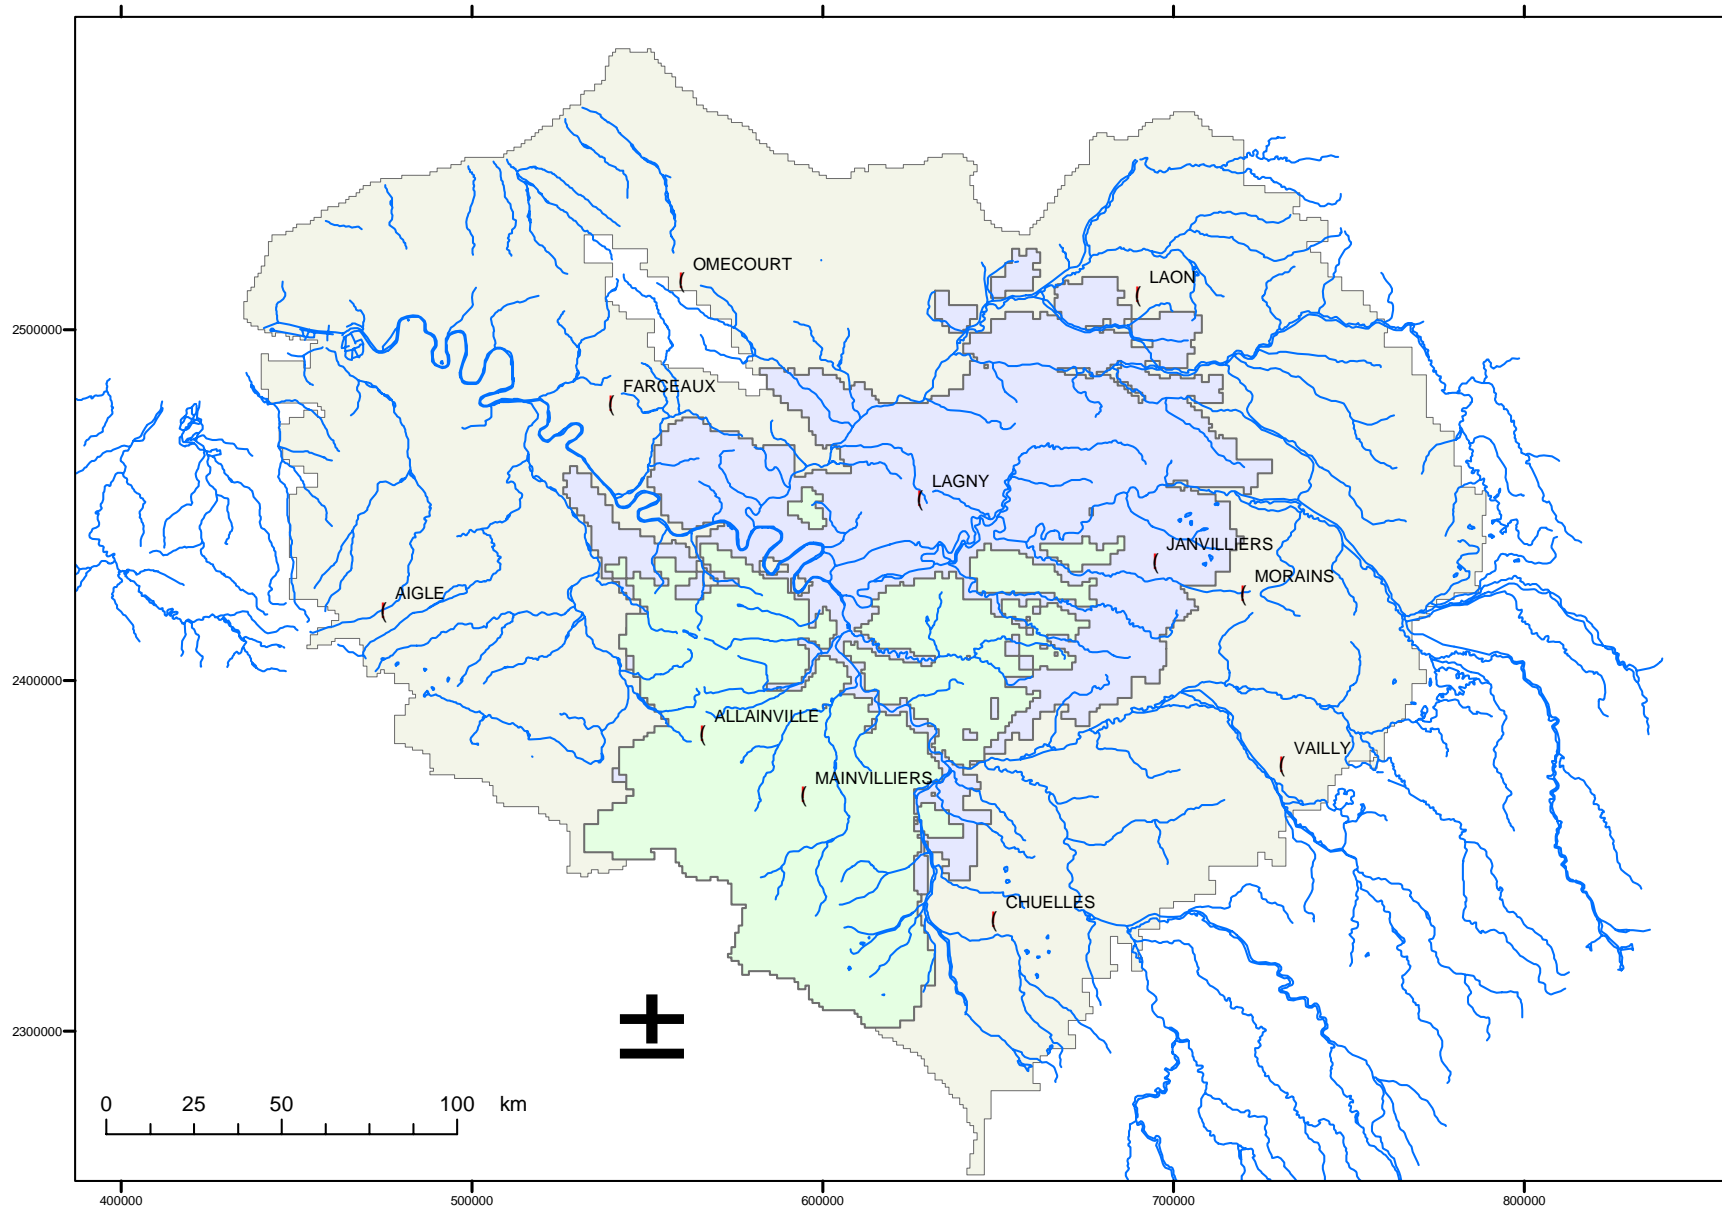 OMECOURT
LAON
2500000
FARCEAUX
LAGNY
JANVILLIERS
MORAINS
AIGLE
2400000
ALLAINVILLE
VAILLY
MAINVILLIERS
CHUELLES
2300000
0 25 50 100 km
400000 500000 600000 700000 800000